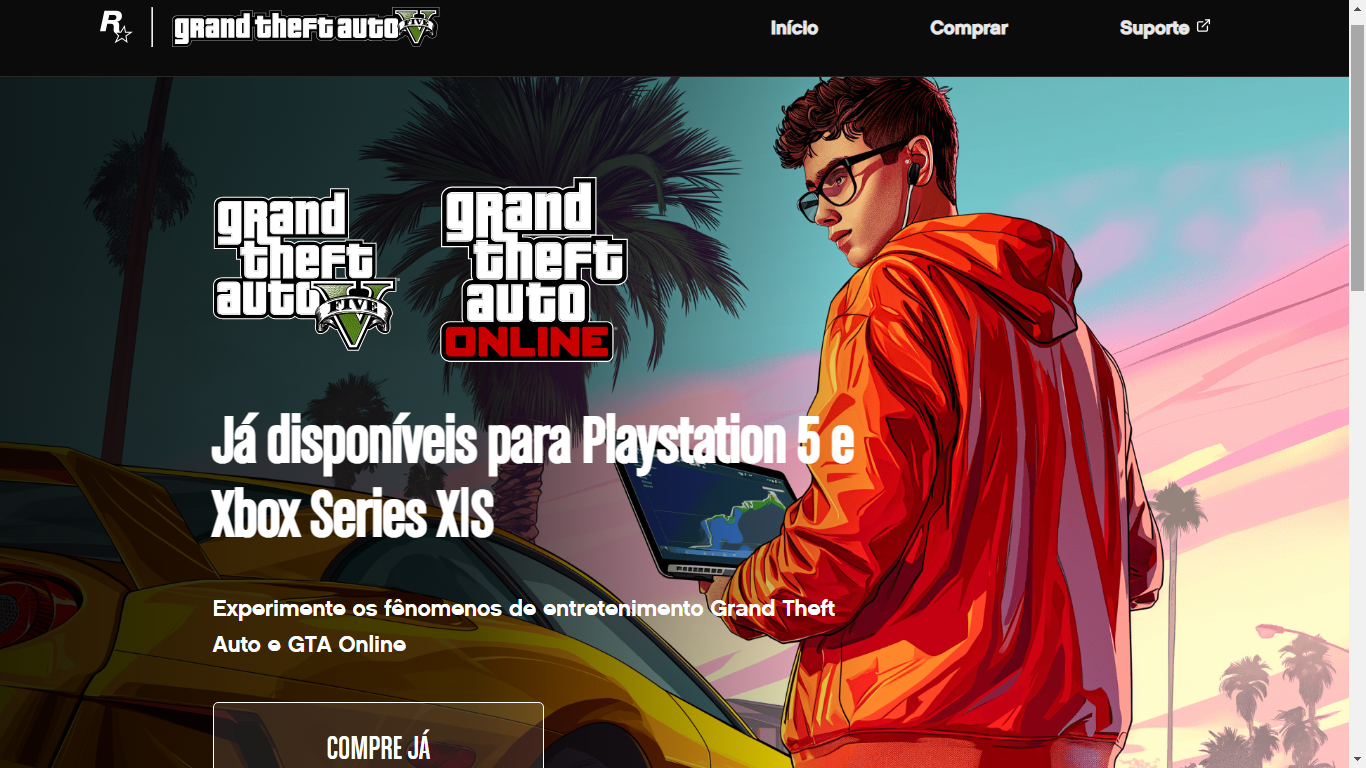 R
grand theft auto V FIVE
Início
Comprar
Suporte
grand
theft
auto V
FIVE
grand
theft
auto
ONLINE
Já disponíveis para Playstation 5 e
Xbox Series X|S
Experimente os fênomenos de entretenimento Grand Theft
Auto e GTA Online
COMPRE JÁ